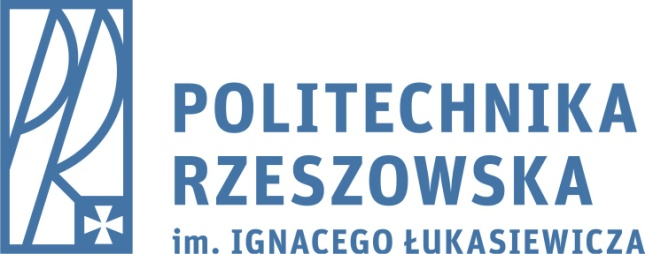 POLITECHNIKA
RZESZOWSKA
im. IGNACEGO ŁUKASIEWICZA